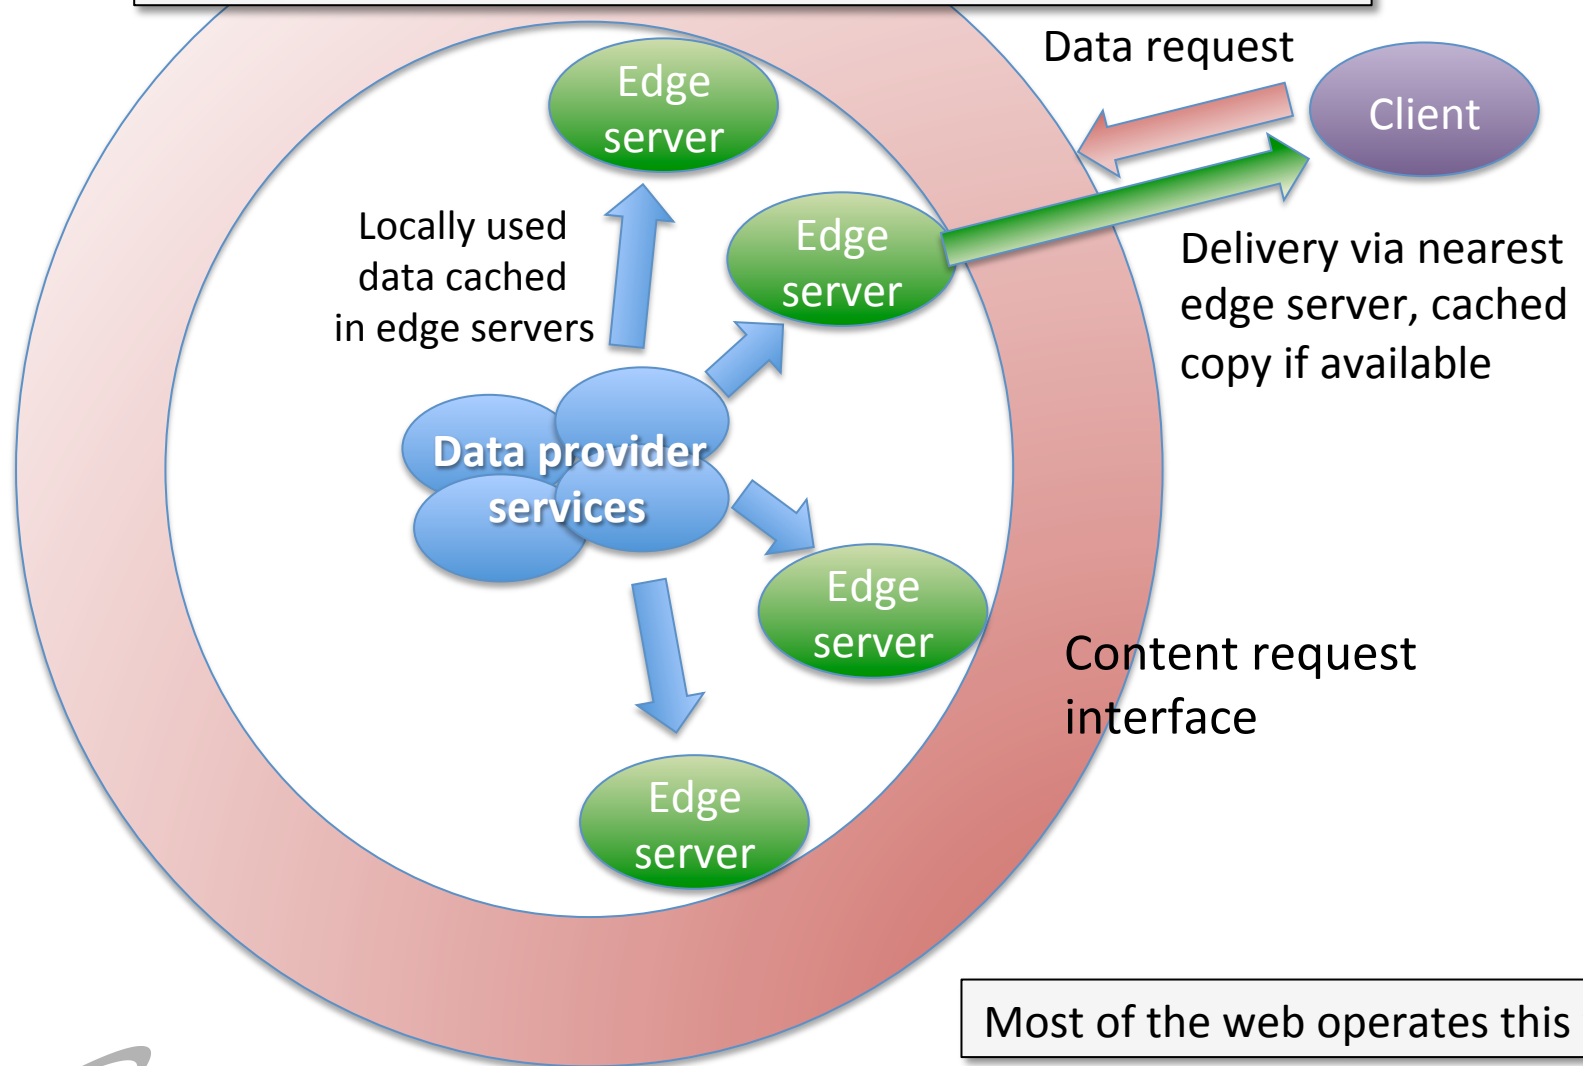 Data request
Client
Edge
server
Edge
server
Locally used
data cached
in edge servers
Delivery via nearest
edge server, cached
copy if available
Data provider
services
Edge
server
Content request
interface
Edge
server
Most of the web operates this